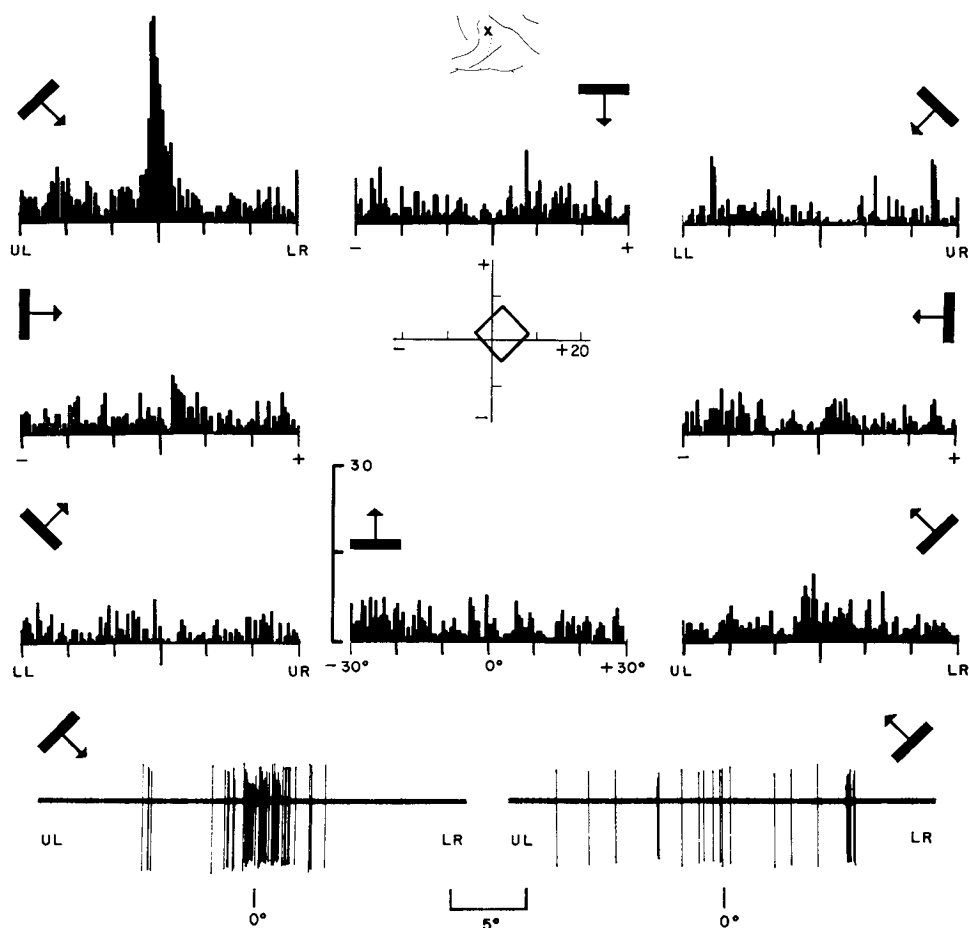 x
UL LR
- +
LL UR
+
- +20
-
- +
- +
30
LL UR
-30° 0° +30°
UL LR
UL LR
UL LR
0° 5° 0°